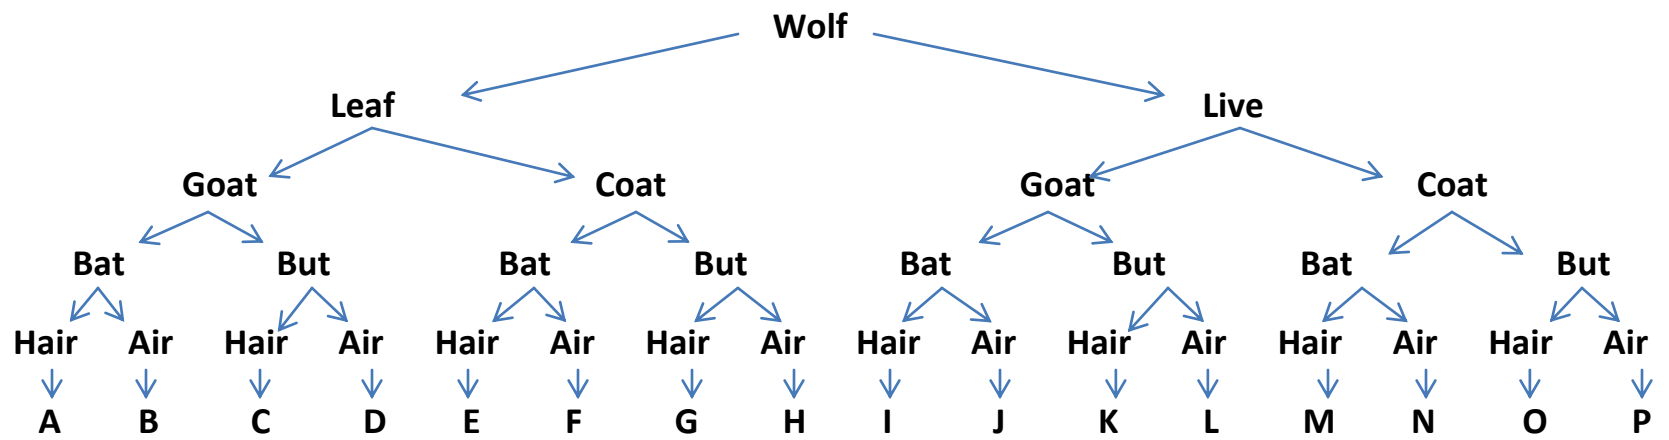 Wolf
Leaf Live
Goat Coat Goat Coat
Bat But Bat But Bat But Bat But
Hair Air Hair Air Hair Air Hair Air Hair Air Hair Air Hair Air Hair Air
A B C D E F G H I J K L M N O P